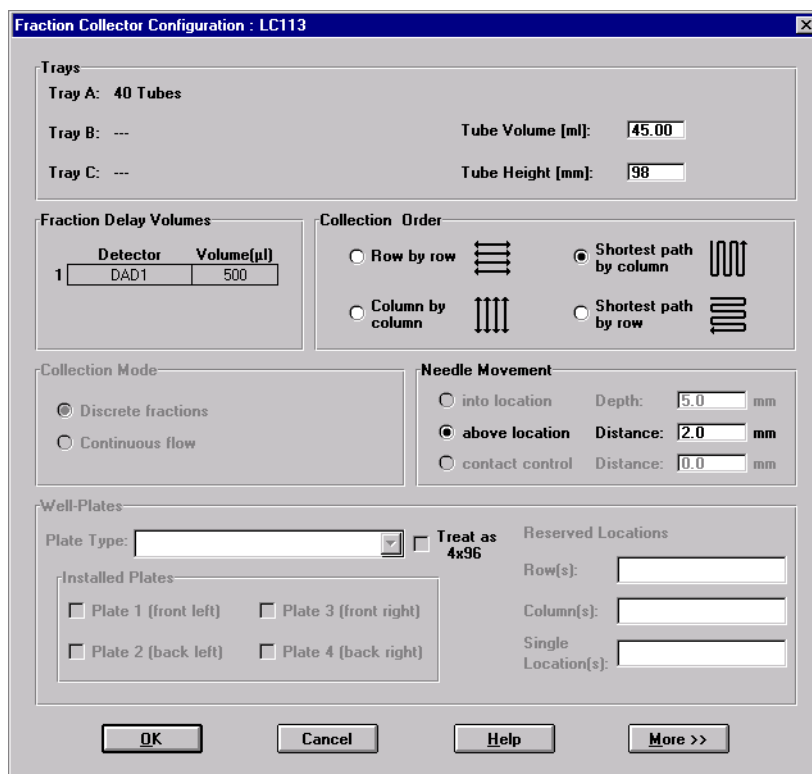 Fraction Collector Configuration : LC113
Trays
Tray A: 40 Tubes
Tray B: ---
Tube Volume [ml]: 45.00
Tray C: ---
Tube Height [mm]: 98
Fraction Delay Volumes
Detector Volume(µl)
1 DAD1 500
Collection Order
Row by row
Shortest path
by column
Column by
column
Shortest path
by row
Collection Mode
Discrete fractions
Continuous flow
Needle Movement
into location Depth: 5.0 mm
above location Distance: 2.0 mm
contact control Distance: 0.0 mm
Well-Plates
Plate Type:
Treat as
4x96
Installed Plates
Plate 1 (front left) Plate 3 (front right)
Plate 2 (back left) Plate 4 (back right)
Reserved Locations
Row(s):
Column(s):
Single
Location(s):
OK Cancel Help More >>